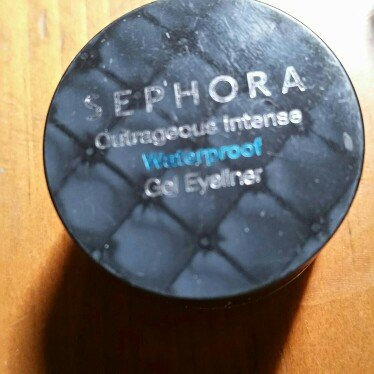 SEPHORA
Outrageous Intense
Waterproof
Gel Eyeliner